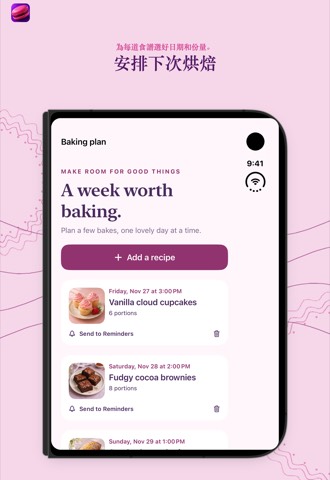 為每道食譜選好日期和份量。
安排下次烘焙
Baking plan
9:41
MAKE ROOM FOR GOOD THINGS
A week worth
baking.
Plan a few bakes, one lovely day at a time.
+ Add a recipe
Friday, Nov 27 at 3:00 PM
Vanilla cloud cupcakes
6 portions
Send to Reminders
Saturday, Nov 28 at 2:00 PM
Fudgy cocoa brownies
8 portions
Send to Reminders
Sunday, Nov 29 at 1:00 PM